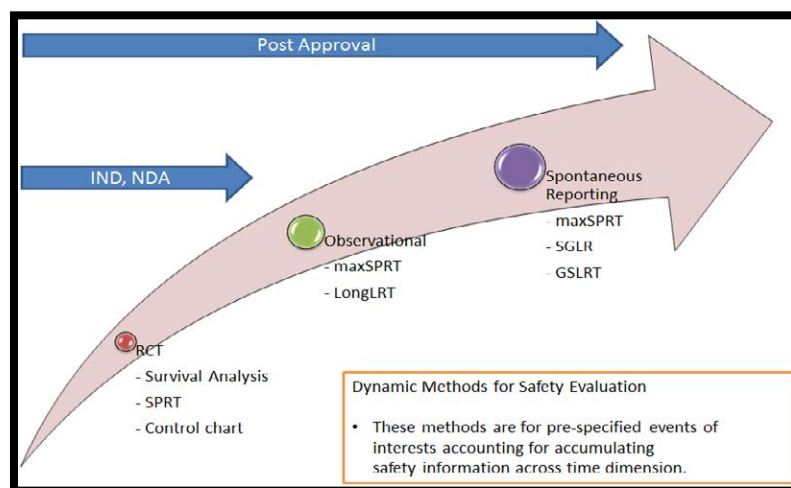 Post Approval
IND, NDA
Spontaneous
Reporting
- maxSPRT
- SGLR
- GSLRT
Observational
- maxSPRT
- LongLRT
RCT
- Survival Analysis
- SPRT
- Control chart
Dynamic Methods for Safety Evaluation
• These methods are for pre-specified events of
interests accounting for accumulating
safety information across time dimension.